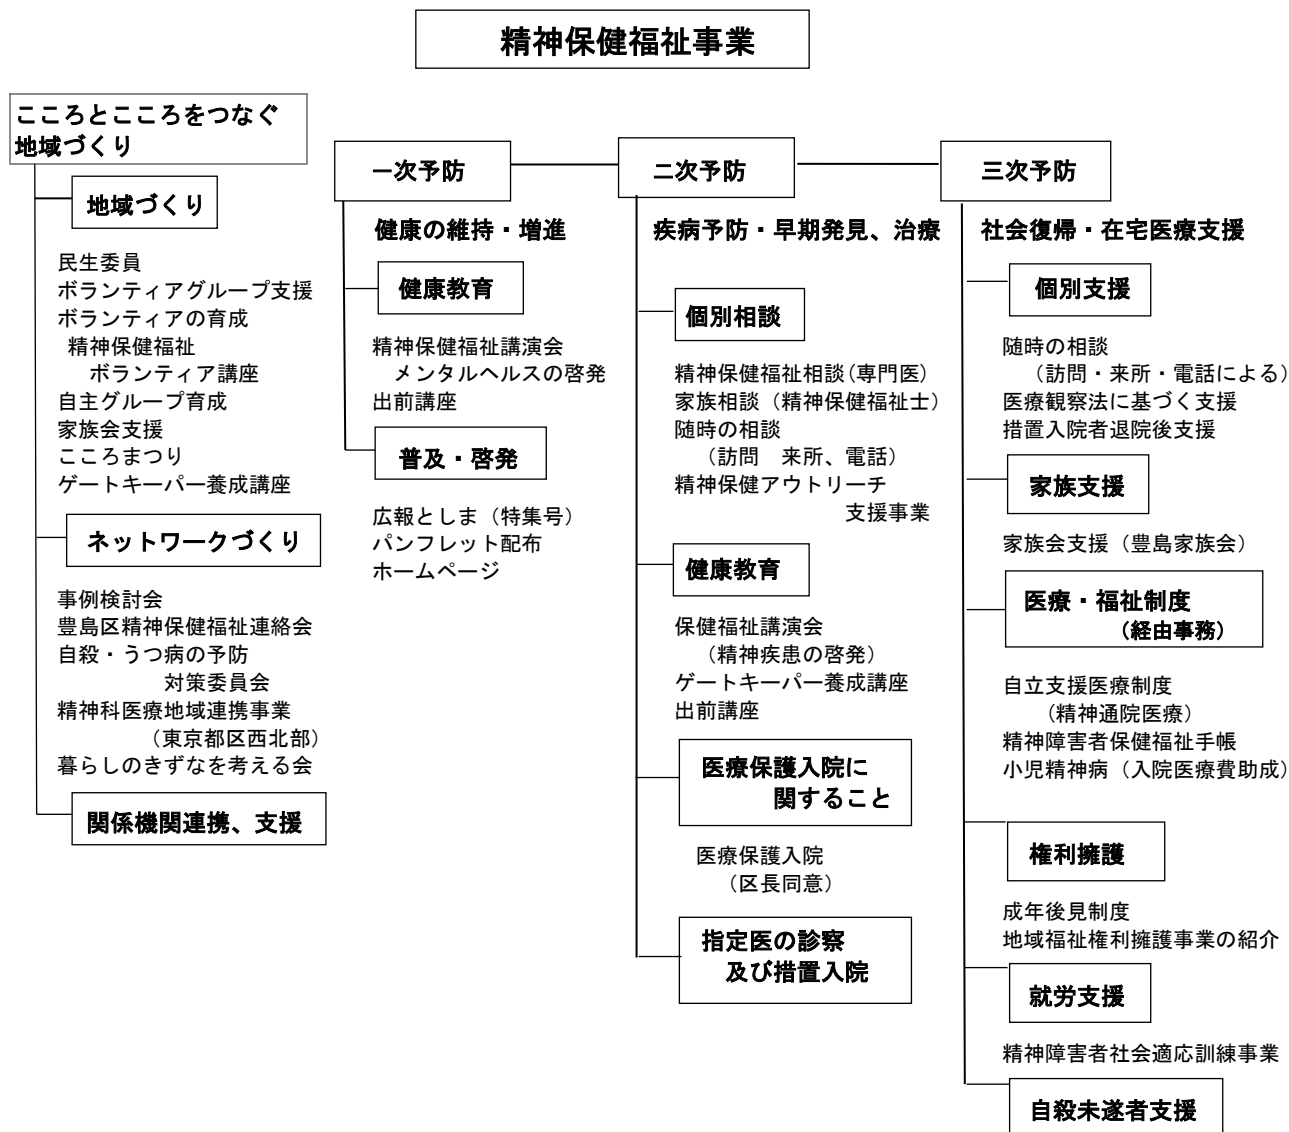 精神保健福祉事業
こころとこころをつなぐ
地域づくり
地域づくり
民生委員
ボランティアグループ支援
ボランティアの育成
精神保健福祉
ボランティア講座
自主グループ育成
家族会支援
こころまつり
ゲートキーパー養成講座
ネットワークづくり
事例検討会
豊島区精神保健福祉連絡会
自殺・うつ病の予防
対策委員会
精神科医療地域連携事業
（東京都区西北部）
暮らしのきずなを考える会
関係機関連携、支援
一次予防
健康の維持・増進
健康教育
精神保健福祉講演会
メンタルヘルスの啓発
出前講座
普及・啓発
広報としま（特集号）
パンフレット配布
ホームページ
二次予防
疾病予防・早期発見、治療
個別相談
精神保健福祉相談（専門医）
家族相談（精神保健福祉士）
随時の相談
（訪問　来所、電話）
精神保健アウトリーチ
支援事業
健康教育
保健福祉講演会
（精神疾患の啓発）
ゲートキーパー養成講座
出前講座
医療保護入院に
関すること
医療保護入院
（区長同意）
指定医の診察
及び措置入院
三次予防
社会復帰・在宅医療支援
個別支援
随時の相談
（訪問・来所・電話による）
医療観察法に基づく支援
措置入院者退院後支援
家族支援
家族会支援（豊島家族会）
医療・福祉制度
（経由事務）
自立支援医療制度
（精神通院医療）
精神障害者保健福祉手帳
小児精神病（入院医療費助成）
権利擁護
成年後見制度
地域福祉権利擁護事業の紹介
就労支援
精神障害者社会適応訓練事業
自殺未遂者支援